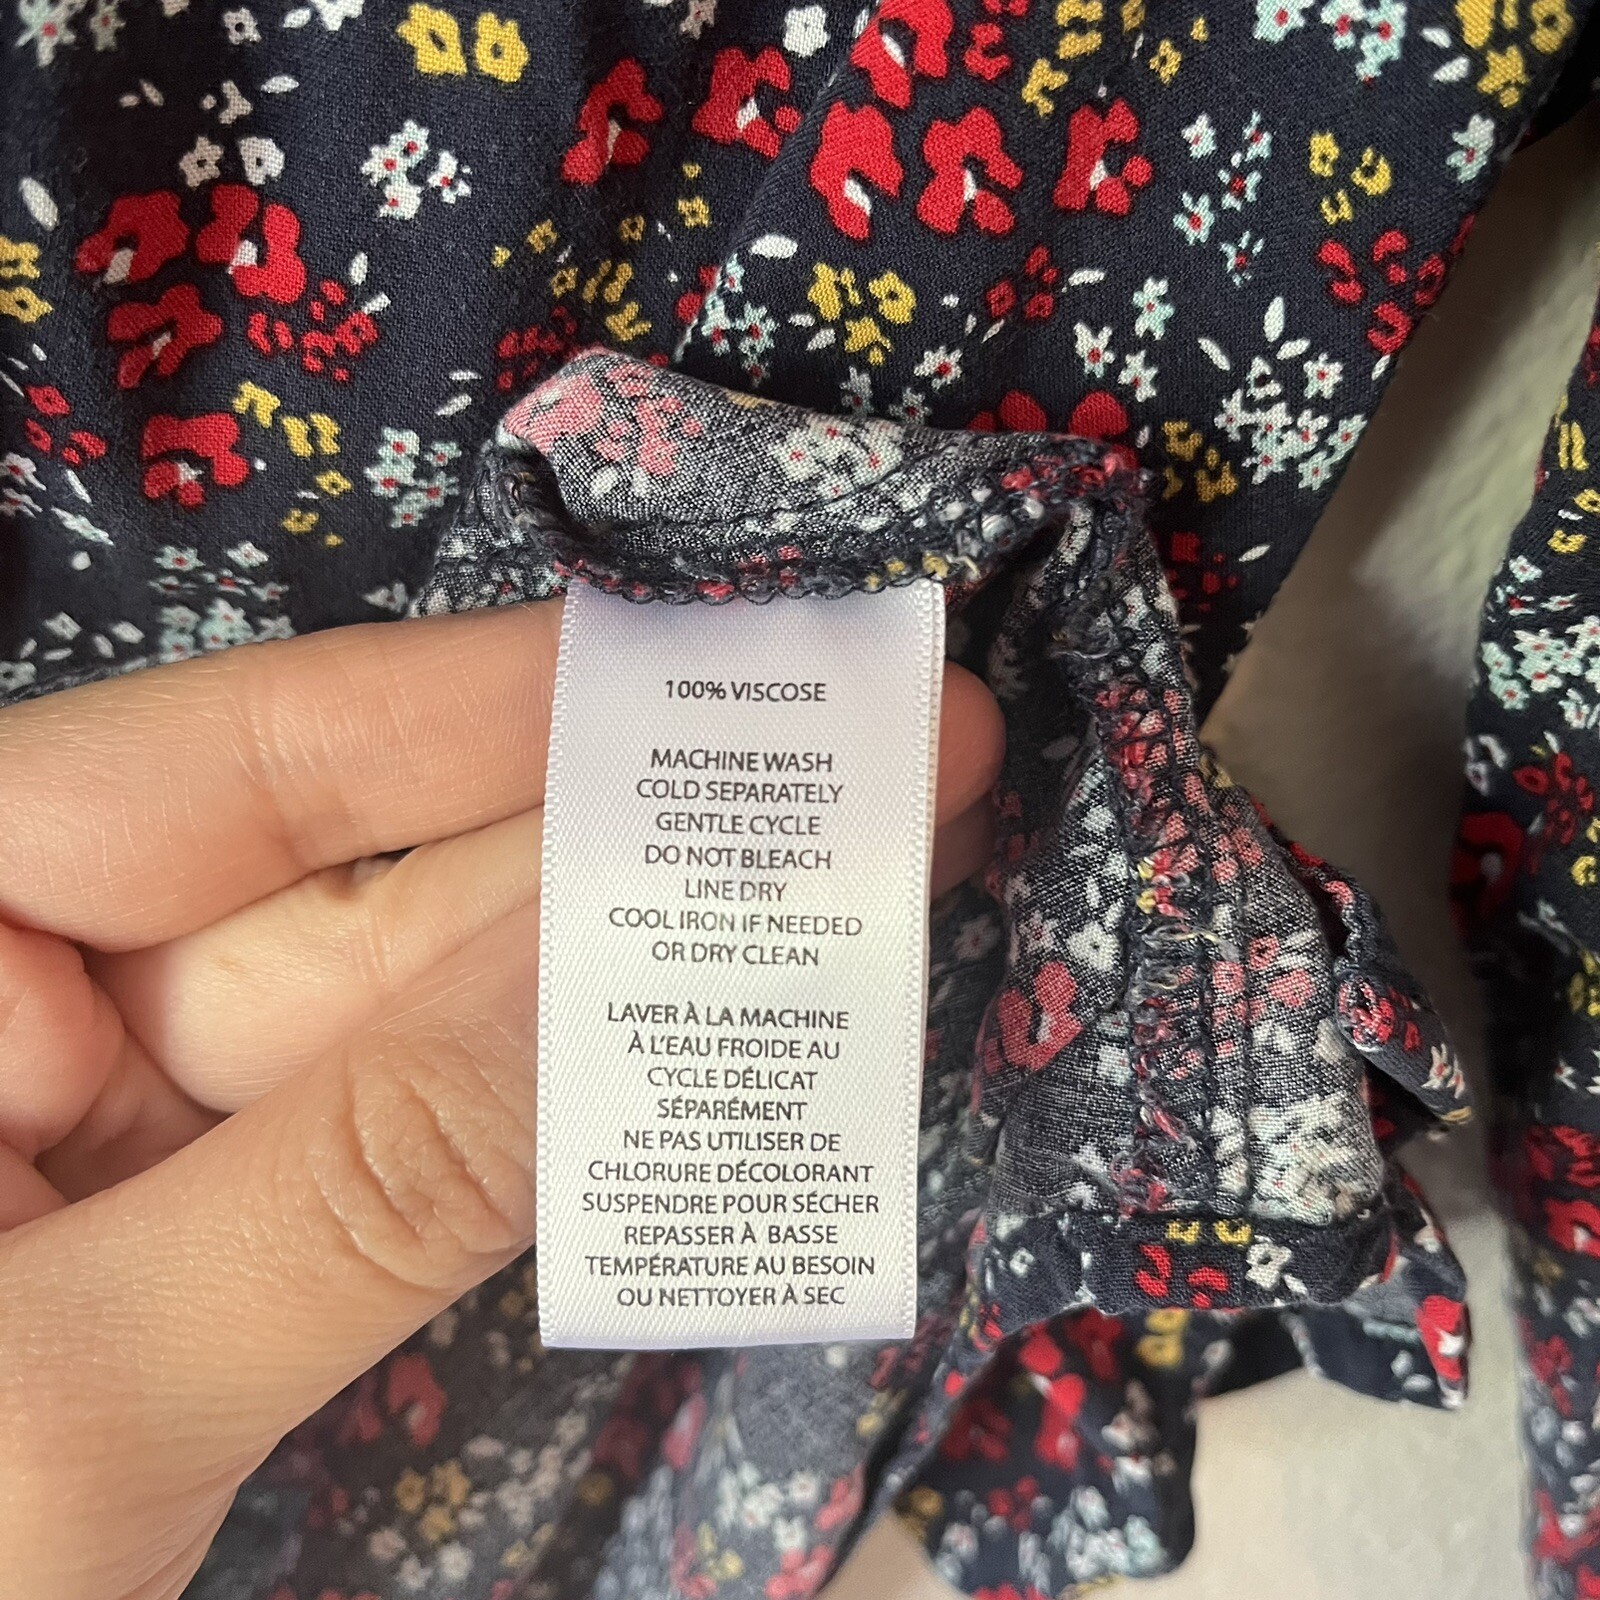 100% VISCOSE
MACHINE WASH
COLD SEPARATELY
GENTLE CYCLE
DO NOT BLEACH
LINE DRY
COOL IRON IF NEEDED
OR DRY CLEAN
LAVER À LA MACHINE
À L'EAU FROIDE AU
CYCLE DÉLICAT
SÉPARÉMENT
NE PAS UTILISER DE
CHLORURE DÉCOLORANT
SUSPENDRE POUR SÉCHER
REPASSER À BASSE
TEMPÉRATURE AU BESOIN
OU NETTOYER À SEC